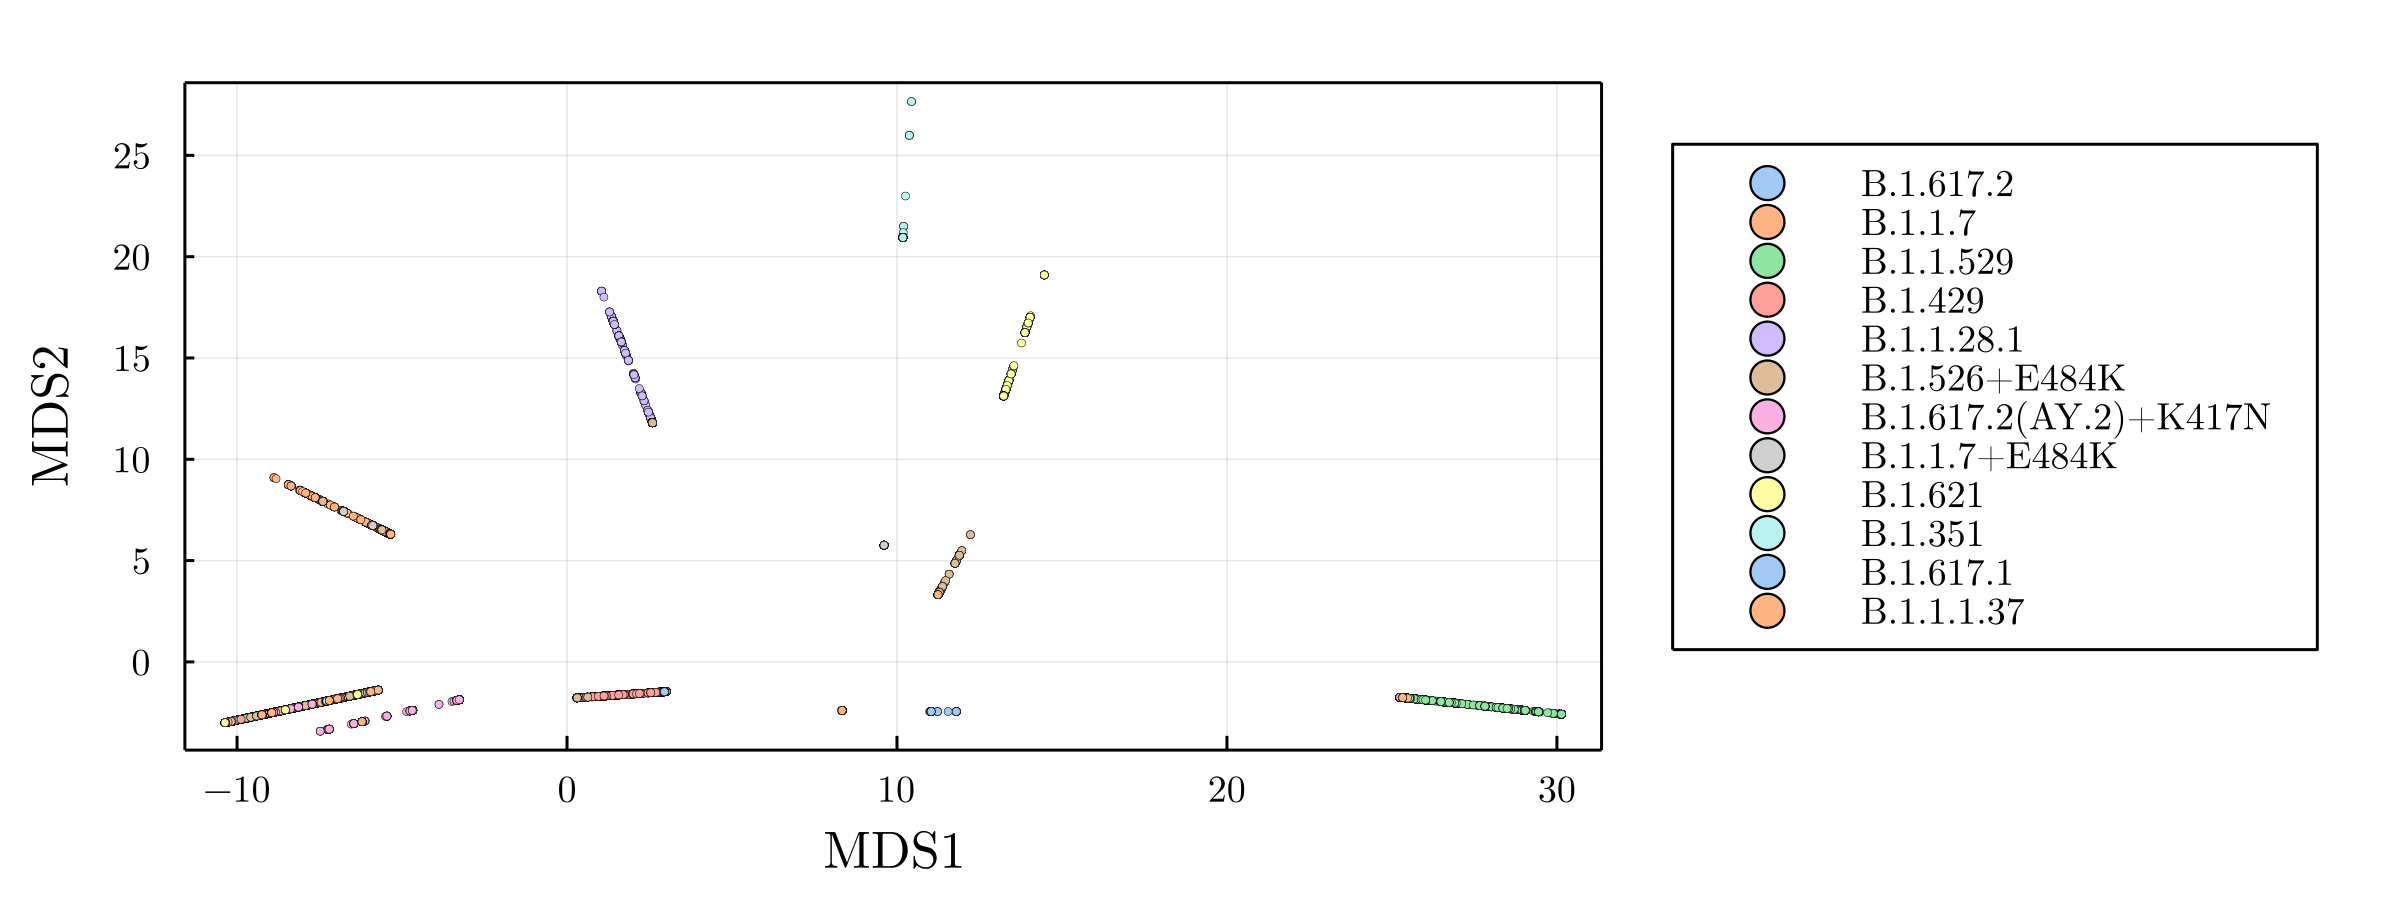 25
20
15
10
5
0
MDS2
−10 0 10 20 30
MDS1
B.1.617.2
B.1.1.7
B.1.1.529
B.1.429
B.1.1.28.1
B.1.526+E484K
B.1.617.2(AY.2)+K417N
B.1.1.7+E484K
B.1.621
B.1.351
B.1.617.1
B.1.1.1.37